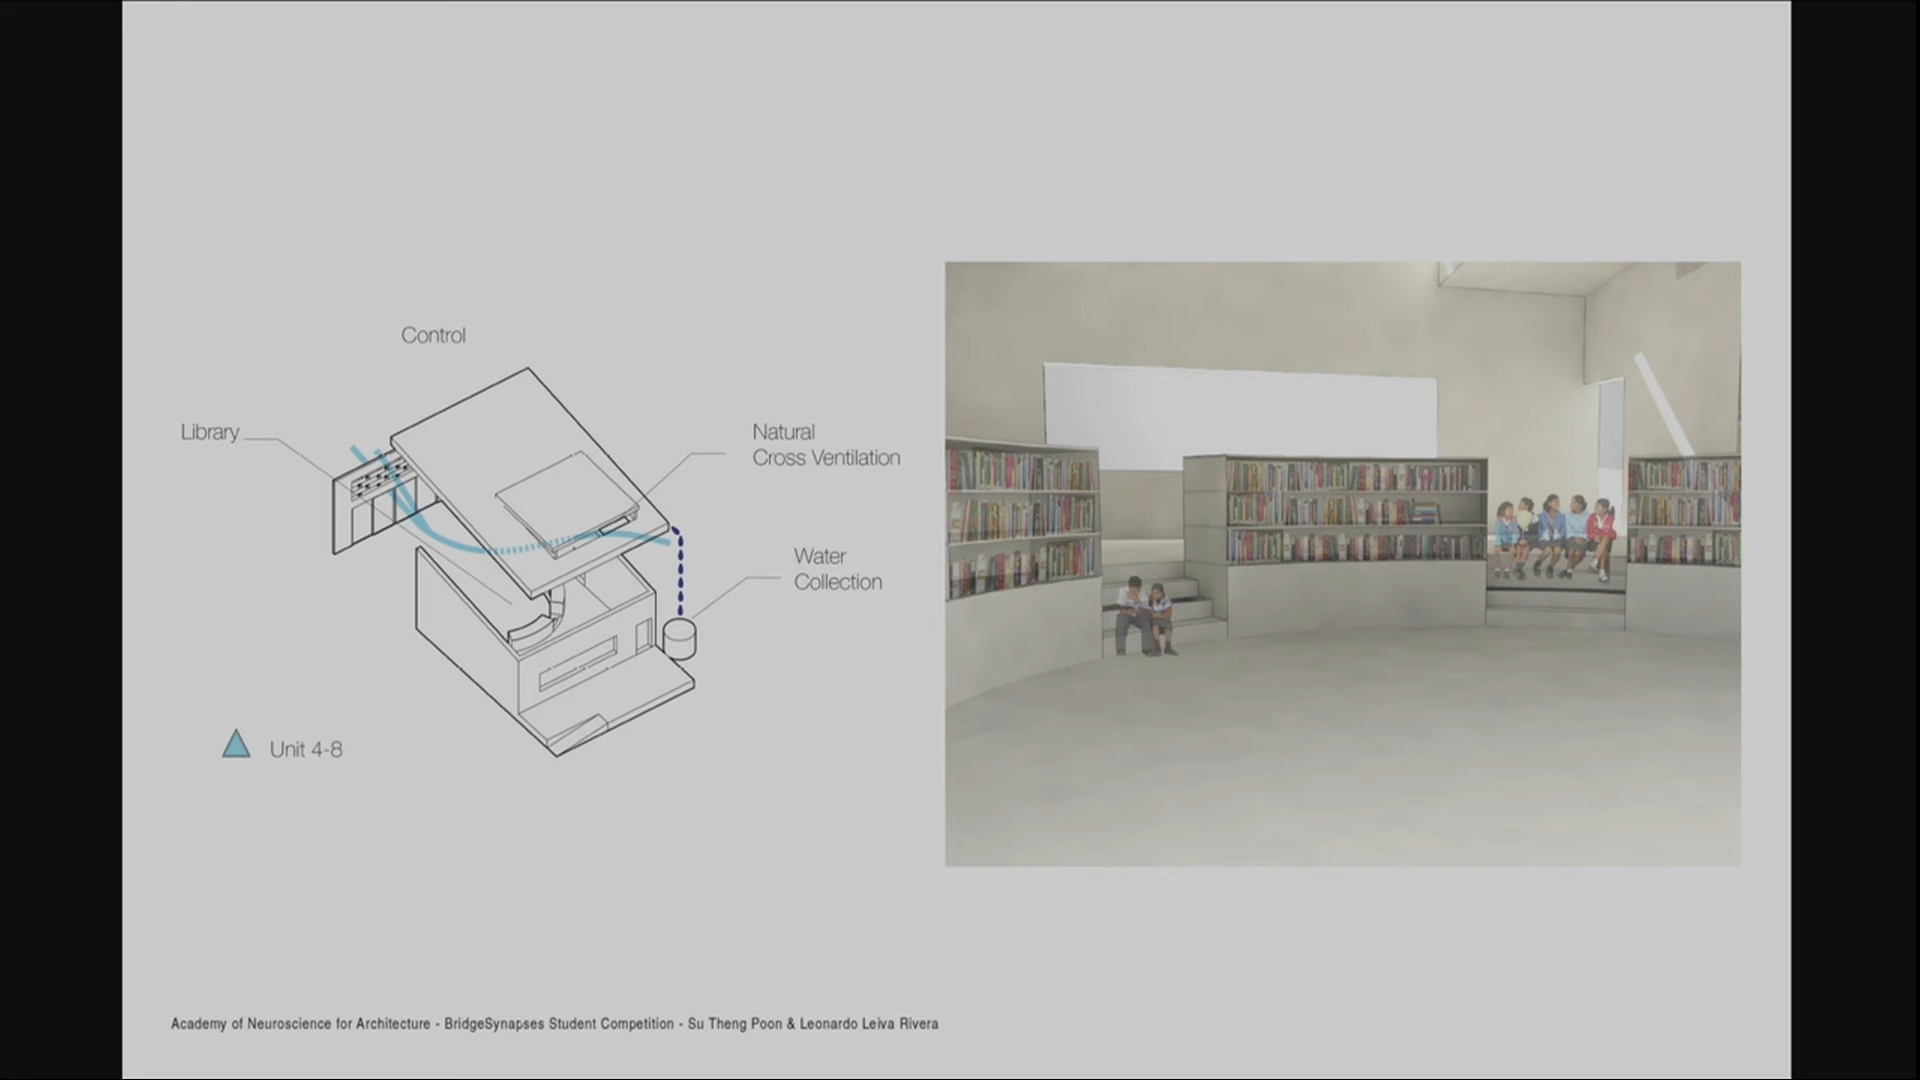 Control
Library
Natural
Cross Ventilation
Water
Collection
Unit 4-8
Academy of Neuroscience for Architecture - BridgeSynapses Student Competition - Su Theng Poon & Leonardo Leiva Rivera